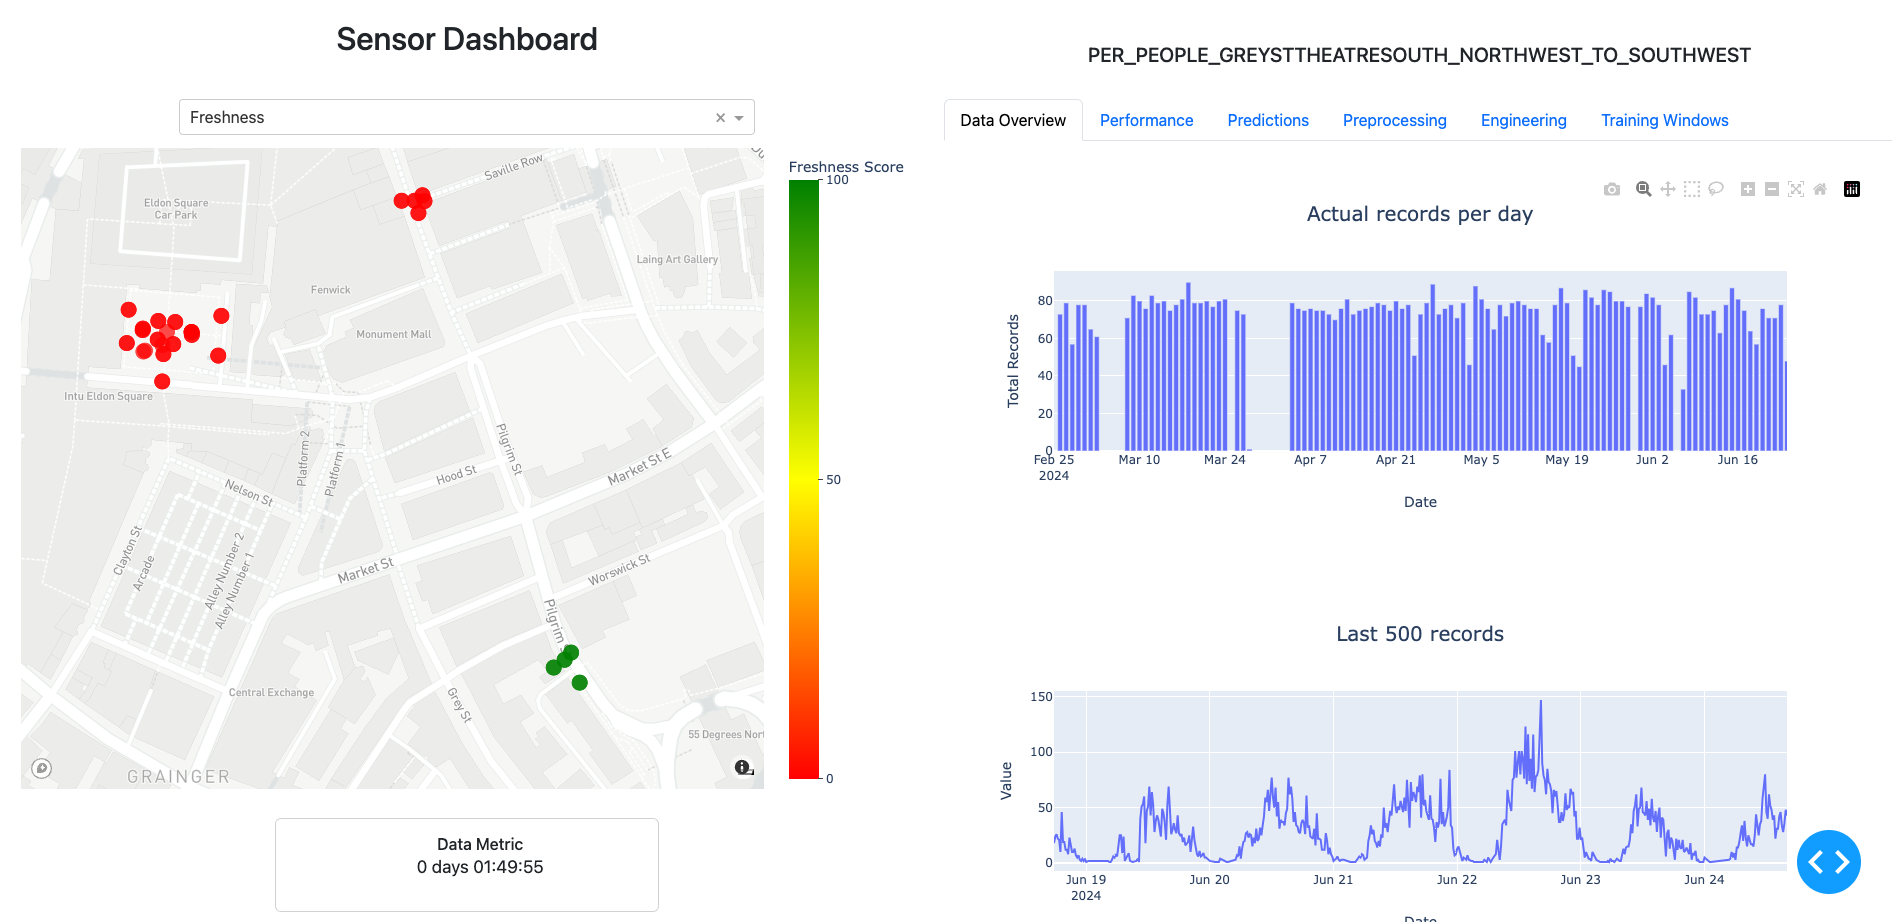 Sensor Dashboard
Freshness
Saville Row
Eldon Square
Car Park
Laing Art Gallery
Fenwick
Monument Mall
Intu Eldon Square
Platform 2
Platform 1
Pilgrim St
Market St E
Hood St
Nelson St
Clayton St
Arcade
Alley Number 2
Alley Number 1
Market St
Worswick St
Pilgrim
Central Exchange
Grey St
55 Degrees Nort
GRAINGER
Freshness Score
100
50
0
Data Metric
0 days 01:49:55
PER_PEOPLE_GREYSTTHEATRESOUTH_NORTHWEST_TO_SOUTHWEST
Data Overview Performance Predictions Preprocessing Engineering Training Windows
Actual records per day
Total Records
80
60
40
20
0
Feb 25 Mar 10 Mar 24 Apr 7 Apr 21 May 5 May 19 Jun 2 Jun 16
2024
Date
Last 500 records
Value
150
100
50
0
Jun 19 Jun 20 Jun 21 Jun 22 Jun 23 Jun 24
2024
Date